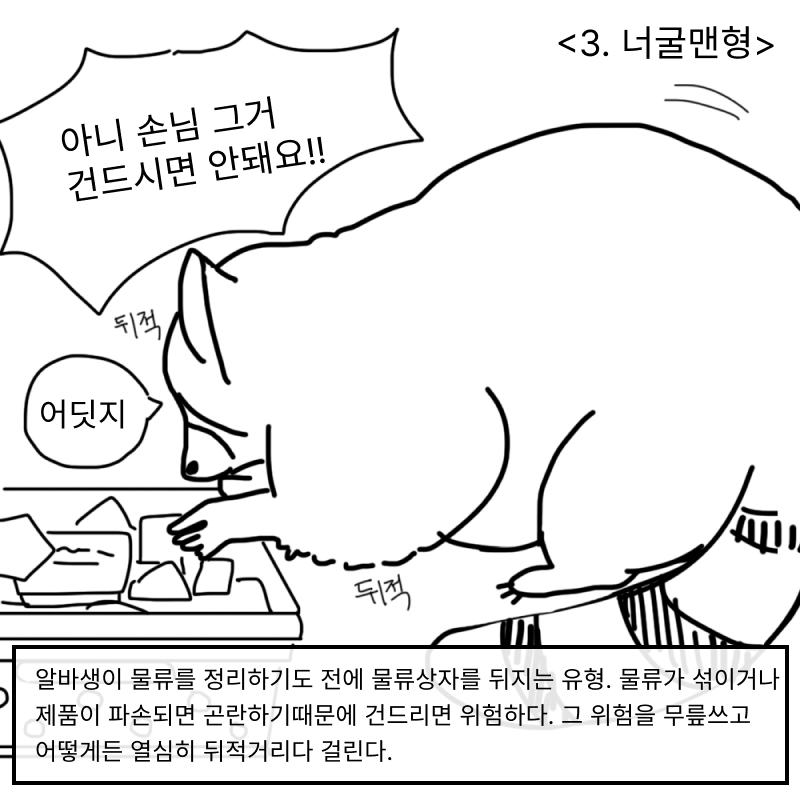 <3. 너굴맨형>
아니 손님 그거
건드시면 안돼요!!
뒤적
어딧지
뒤적
알바생이 물류를 정리하기도 전에 물류상자를 뒤지는 유형. 물류가 섞이거나
제품이 파손되면 곤란하기때문에 건드리면 위험하다. 그 위험을 무릎쓰고
어떻게든 열심히 뒤적거리다 걸린다.